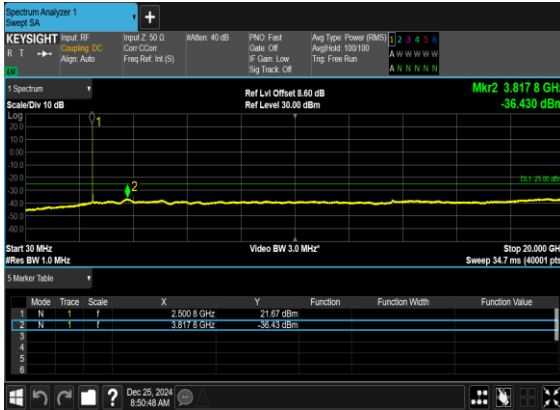 Spectrum Analyzer 1
Swept SA
+
KEYSIGHT
R T
LXI
Input: RF
Coupling: DC
Align: Auto
Input Z: 50 Ω
Corr CCorr
Freq Ref: Int (S)
#Atten: 40 dB
PNO: Fast
Gate: Off
IF Gain: Low
Sig Track: Off
Avg Type: Power (RMS)
Avg|Hold: 100/100
Trig: Free Run
1 2 3 4 5 6
A W W W W W
A N N N N N
1 Spectrum
Scale/Div 10 dB
Ref Lvl Offset 8.60 dB
Ref Level 30.00 dBm
Mkr2 3.817 8 GHz
-36.430 dBm
Log
20.0
10.0
0.00
-10.0
-20.0
-30.0
-40.0
-50.0
-60.0
1
2
DL1 -25.00 dBm
Start 30 MHz
#Res BW 1.0 MHz
Video BW 3.0 MHz*
Stop 20.000 GHz
Sweep 34.7 ms (40001 pts)
5 Marker Table
Mode Trace Scale X Y Function Function Width Function Value
1 N 1 f 2.500 8 GHz 21.67 dBm
2 N 1 f 3.817 8 GHz -36.43 dBm
3
4
5
6
?
Dec 25, 2024
8:50:48 AM